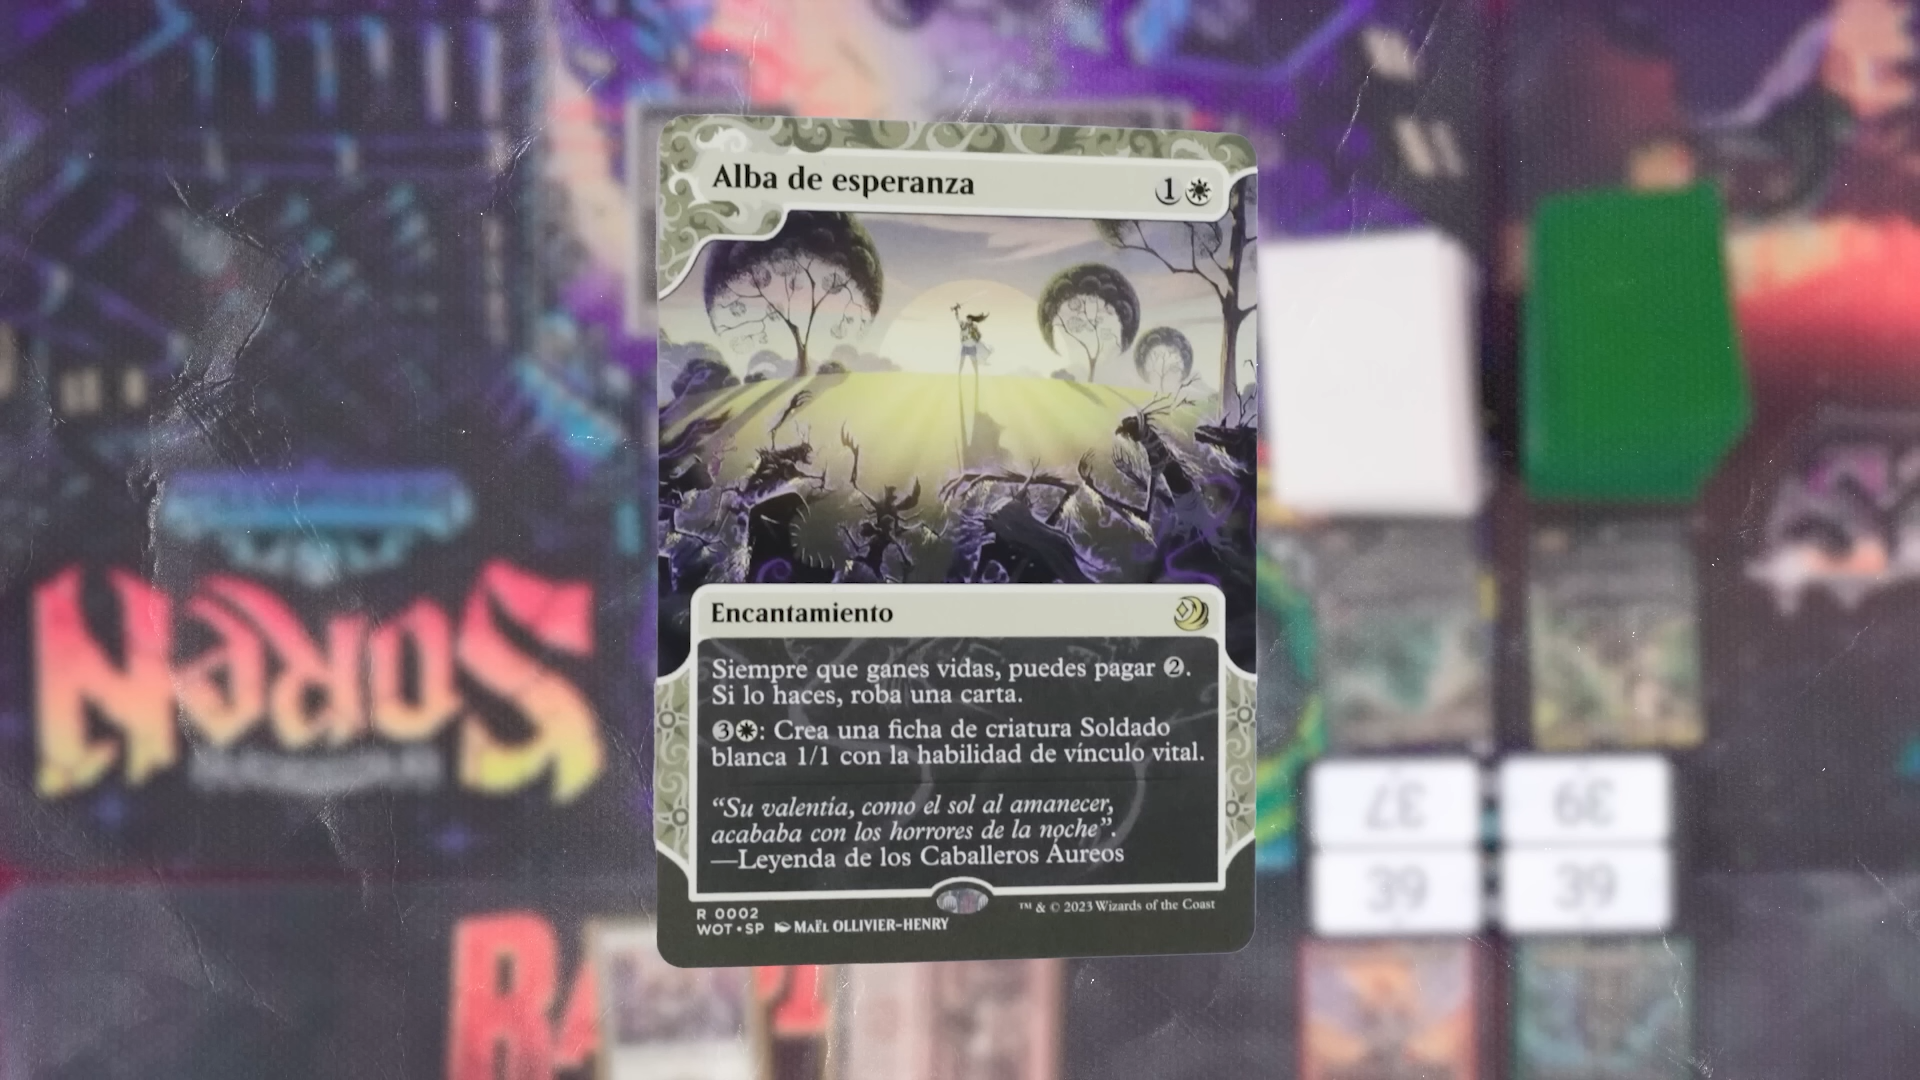 Alba de esperanza 1
Encantamiento
Siempre que ganes vidas, puedes pagar 2.
Si lo haces, roba una carta.
3: Crea una ficha de criatura Soldado
blanca 1/1 con la habilidad de vínculo vital.
“Su valentía, como el sol al amanecer,
acababa con los horrores de la noche”.
—Leyenda de los Caballeros Áureos
R 0002
WOT • SP MAËL OLLIVIER-HENRY
™ & © 2023 Wizards of the Coast
37
39
39
39